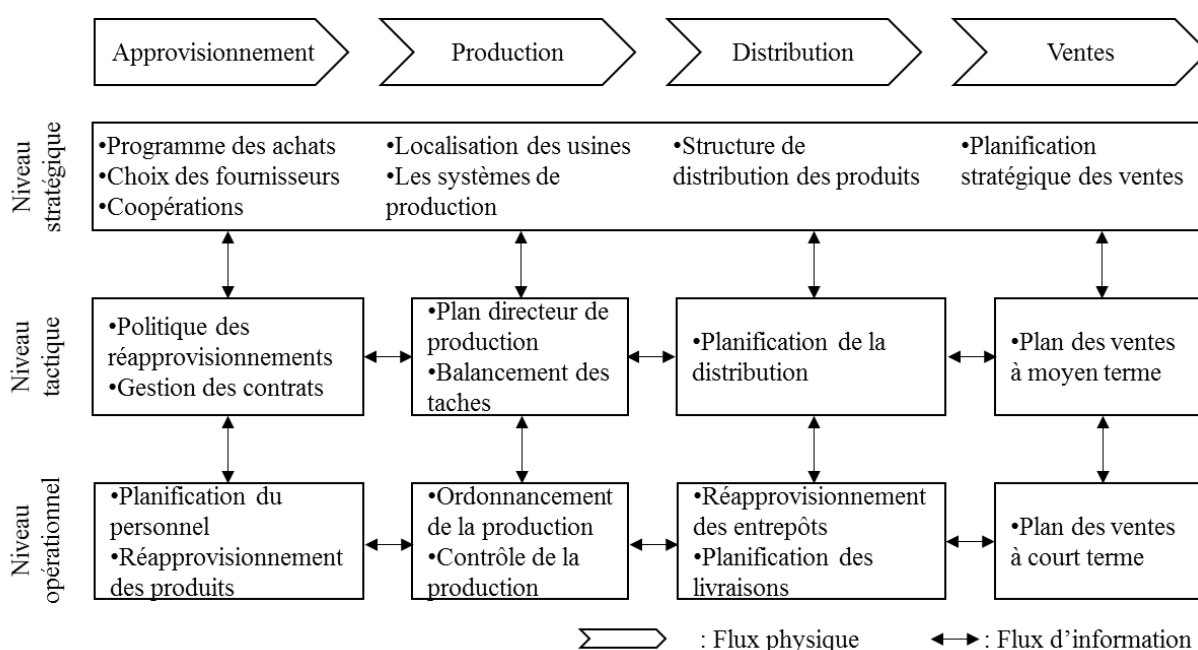 Approvisionnement
Production
Distribution
Ventes
Niveau
stratégique
•Programme des achats
•Choix des fournisseurs
•Coopérations
•Localisation des usines
•Les systèmes de
production
•Structure de
distribution des produits
•Planification
stratégique des ventes
Niveau
tactique
•Politique des
réapprovisionnements
•Gestion des contrats
•Plan directeur de
production
•Balancement des
taches
•Planification de la
distribution
•Plan des ventes
à moyen terme
Niveau
opérationnel
•Planification du
personnel
•Réapprovisionnement
des produits
•Ordonnancement
de la production
•Contrôle de la
production
•Réapprovisionnement
des entrepôts
•Planification des
livraisons
•Plan des ventes
à court terme
: Flux physique
: Flux d’information